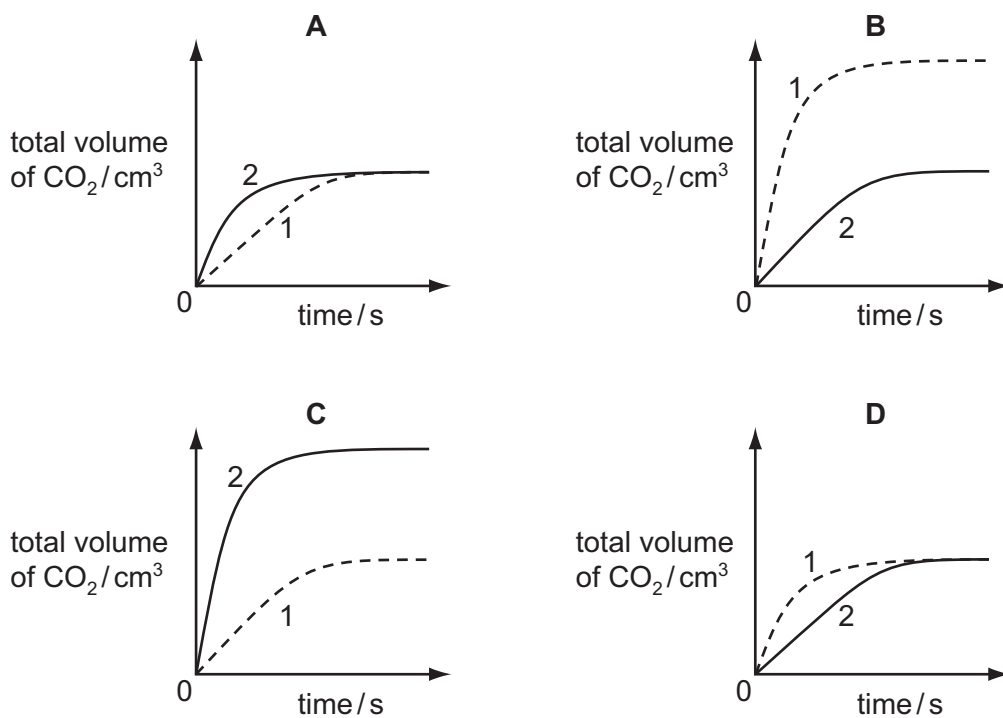 A
total volume
of CO₂ / cm³
2
1
0
time / s
B
total volume
of CO₂ / cm³
1
2
0
time / s
C
total volume
of CO₂ / cm³
2
1
0
time / s
D
total volume
of CO₂ / cm³
1
2
0
time / s